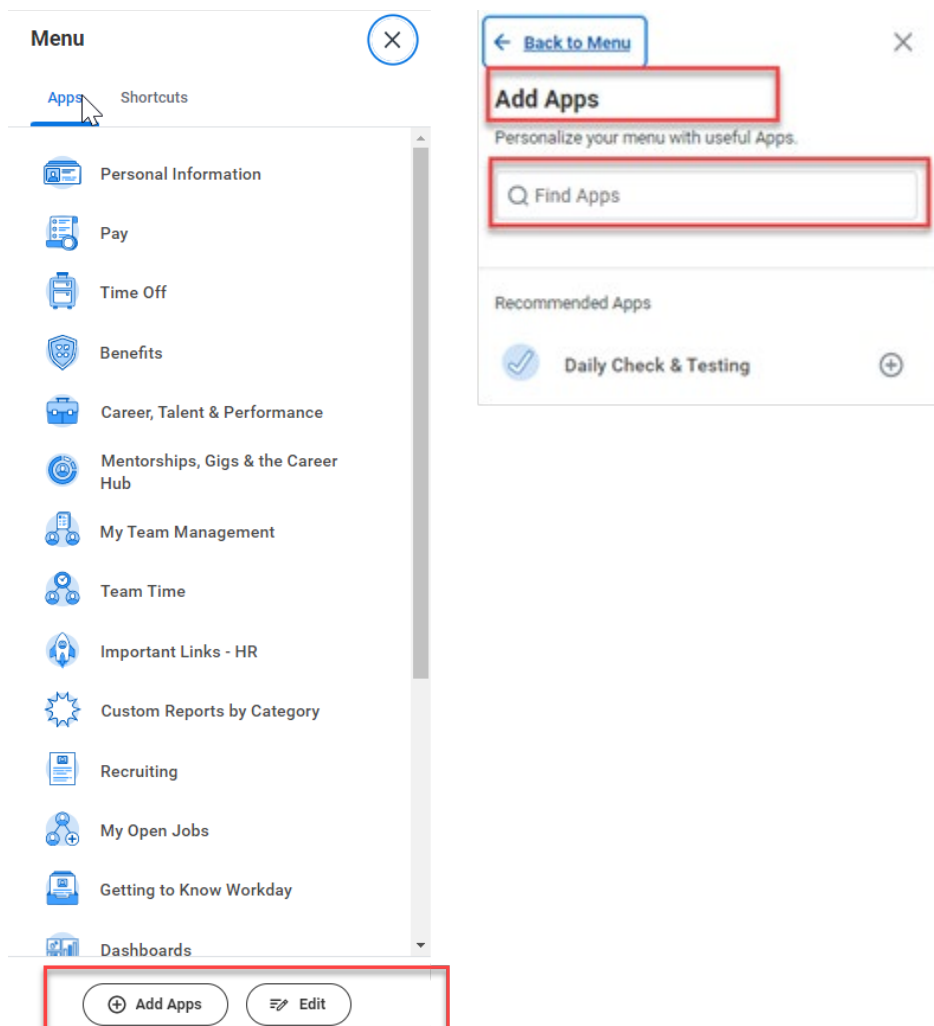 Menu
Apps
Shortcuts
Personal Information
Pay
Time Off
Benefits
Career, Talent & Performance
Mentorships, Gigs & the Career
Hub
My Team Management
Team Time
Important Links - HR
Custom Reports by Category
Recruiting
My Open Jobs
Getting to Know Workday
Dashboards
Add Apps
Edit
Back to Menu
Add Apps
Personalize your menu with useful Apps.
Find Apps
Recommended Apps
Daily Check & Testing